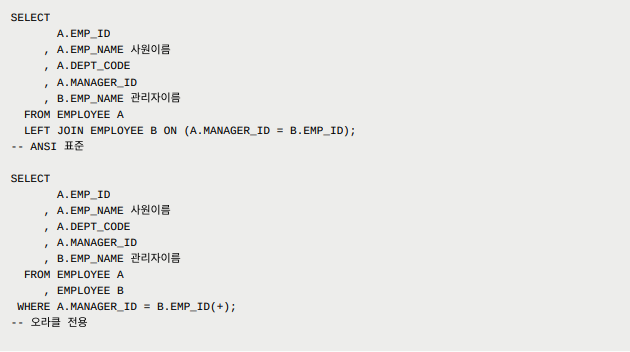 SELECT
       A.EMP_ID
     , A.EMP_NAME 사원이름
     , A.DEPT_CODE
     , A.MANAGER_ID
     , B.EMP_NAME 관리자이름
  FROM EMPLOYEE A
  LEFT JOIN EMPLOYEE B ON (A.MANAGER_ID = B.EMP_ID);
-- ANSI 표준

SELECT
       A.EMP_ID
     , A.EMP_NAME 사원이름
     , A.DEPT_CODE
     , A.MANAGER_ID
     , B.EMP_NAME 관리자이름
  FROM EMPLOYEE A
     , EMPLOYEE B
 WHERE A.MANAGER_ID = B.EMP_ID(+);
-- 오라클 전용